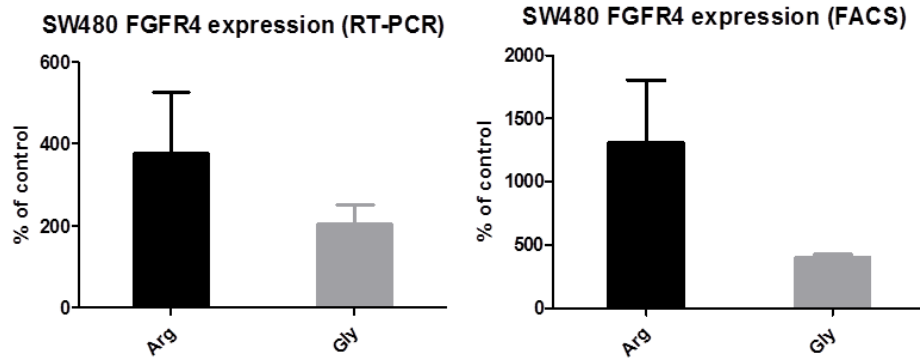 SW480 FGFR4 expression (RT-PCR)
600
400
200
0
% of control
Arg
Gly
SW480 FGFR4 expression (FACS)
2000
1500
1000
500
0
% of control
Arg
Gly